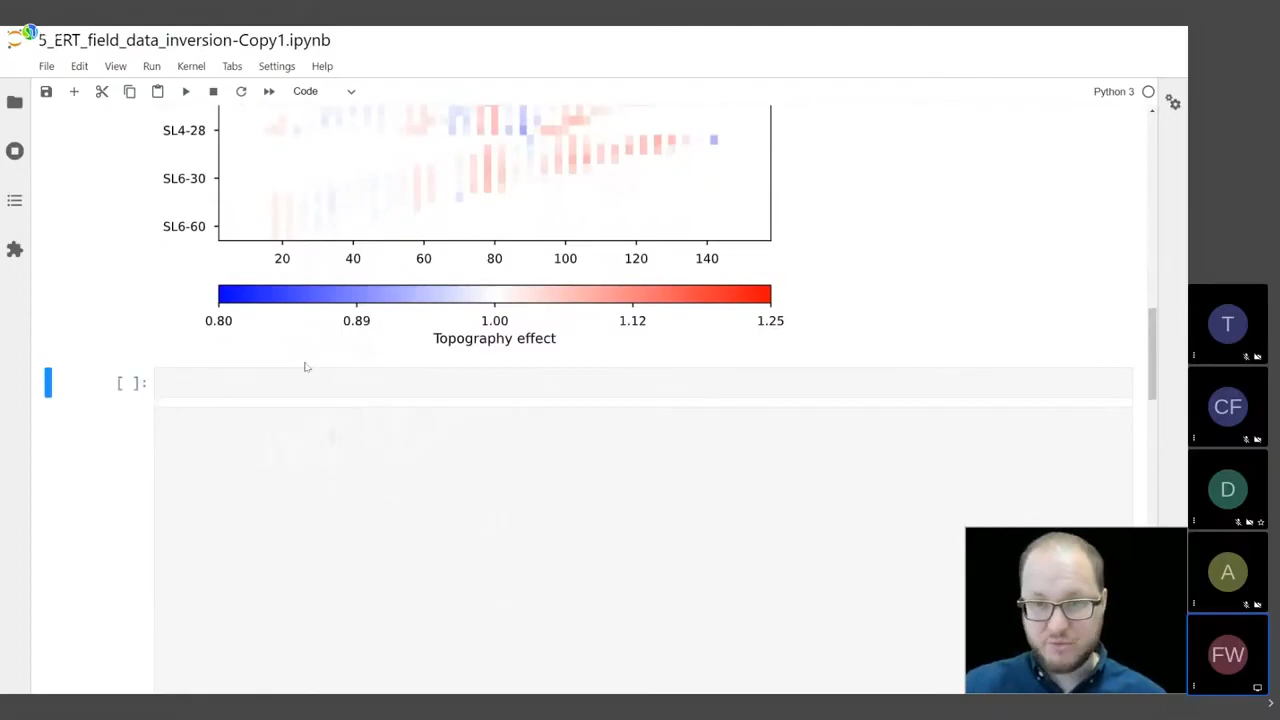 5_ERT_field_data_inversion-Copy1.ipynb
File Edit View Run Kernel Tabs Settings Help
Code
Python 3
SL4-28
SL6-30
SL6-60
20 40 60 80 100 120 140
0.80 0.89 1.00 1.12 1.25
Topography effect
[ ]:
T
CF
D
A
FW